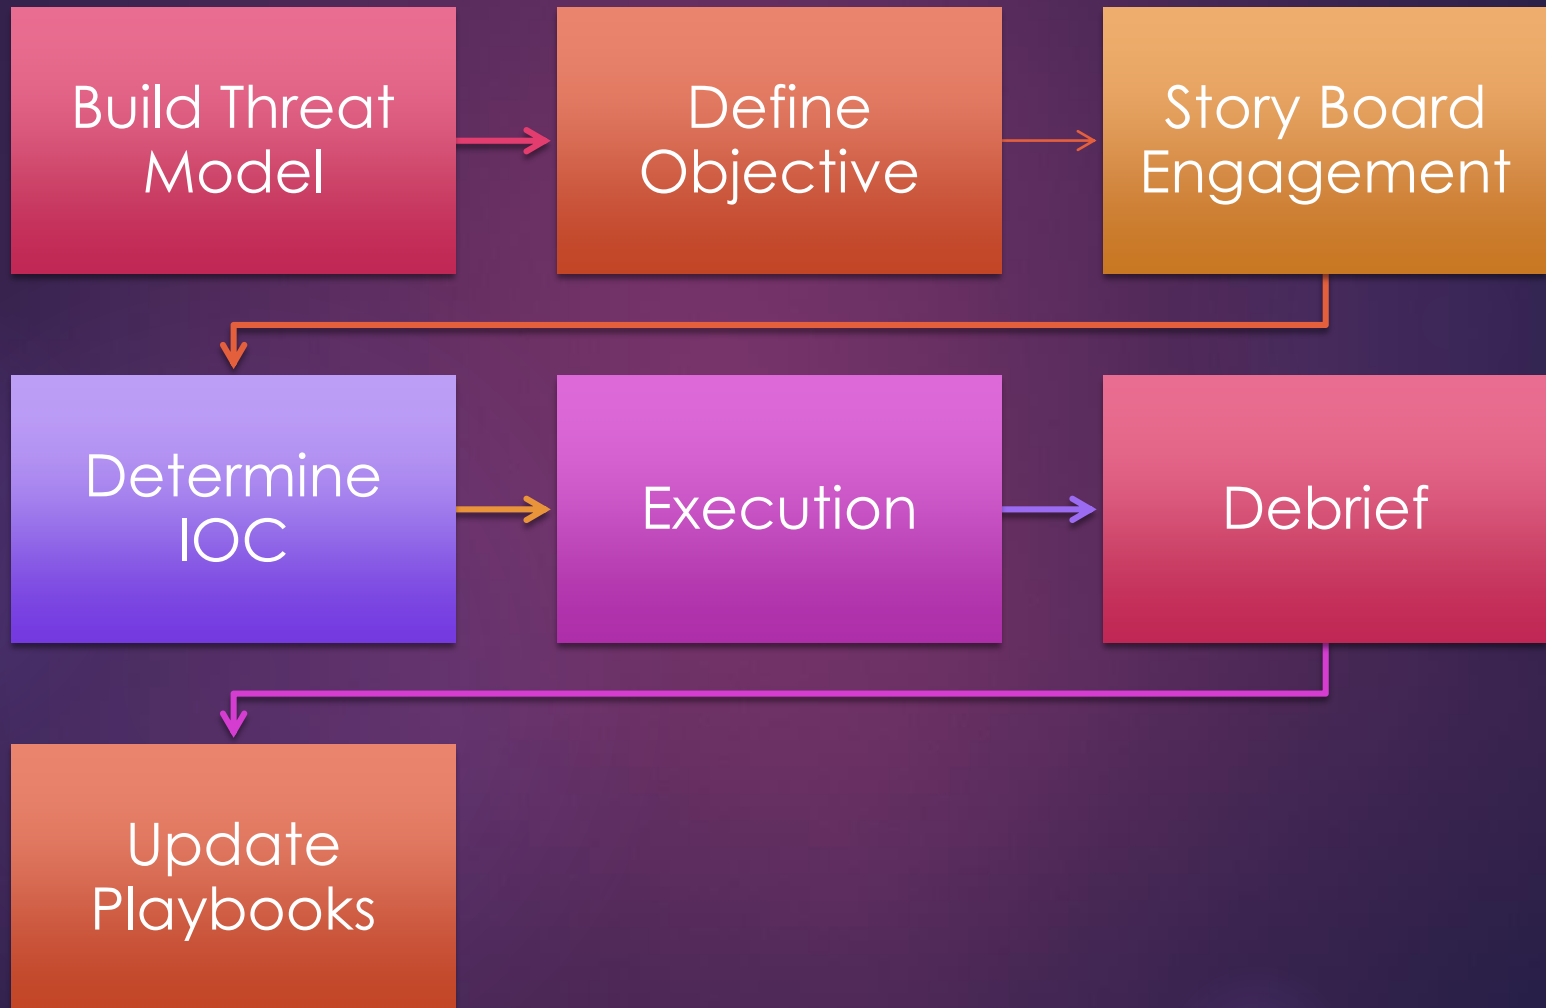 Build Threat
Model
Define
Objective
Story Board
Engagement
Determine
IOC
Execution
Debrief
Update
Playbooks